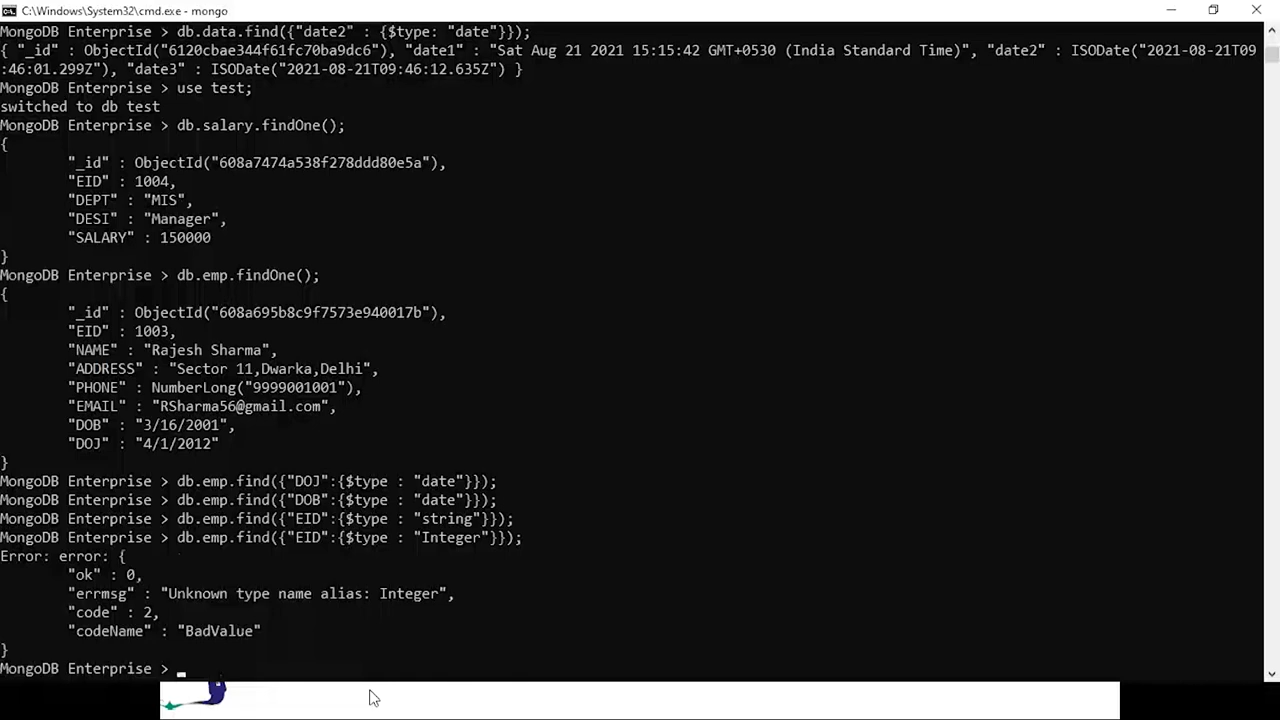 C:\Windows\System32\cmd.exe - mongo
MongoDB Enterprise > db.data.find({"date2" : {$type: "date"}});
{ "_id" : ObjectId("6120cbae344f61fc70ba9dc6"), "date1" : "Sat Aug 21 2021 15:15:42 GMT+0530 (India Standard Time)", "date2" : ISODate("2021-08-21T09
:46:01.299Z"), "date3" : ISODate("2021-08-21T09:46:12.635Z") }
MongoDB Enterprise > use test;
switched to db test
MongoDB Enterprise > db.salary.findOne();
{
        "_id" : ObjectId("608a7474a538f278ddd80e5a"),
        "EID" : 1004,
        "DEPT" : "MIS",
        "DESI" : "Manager",
        "SALARY" : 150000
}
MongoDB Enterprise > db.emp.findOne();
{
        "_id" : ObjectId("608a695b8c9f7573e940017b"),
        "EID" : 1003,
        "NAME" : "Rajesh Sharma",
        "ADDRESS" : "Sector 11,Dwarka,Delhi",
        "PHONE" : NumberLong("9999001001"),
        "EMAIL" : "RSharma56@gmail.com",
        "DOB" : "3/16/2001",
        "DOJ" : "4/1/2012"
}
MongoDB Enterprise > db.emp.find({"DOJ":{$type : "date"}});
MongoDB Enterprise > db.emp.find({"DOB":{$type : "date"}});
MongoDB Enterprise > db.emp.find({"EID":{$type : "string"}});
MongoDB Enterprise > db.emp.find({"EID":{$type : "Integer"}});
Error: error: {
        "ok" : 0,
        "errmsg" : "Unknown type name alias: Integer",
        "code" : 2,
        "codeName" : "BadValue"
}
MongoDB Enterprise >